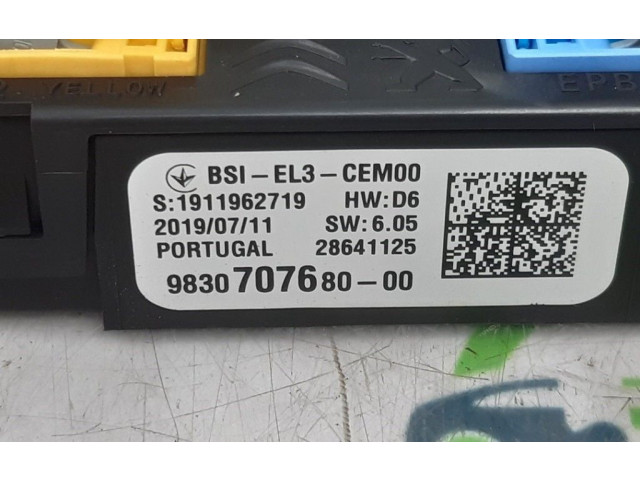 YELLOW
EPB
BSI-EL3-CEM00
S:1911962719 HW:D6
2019/07/11 SW:6.05
PORTUGAL 28641125
9830707680-00